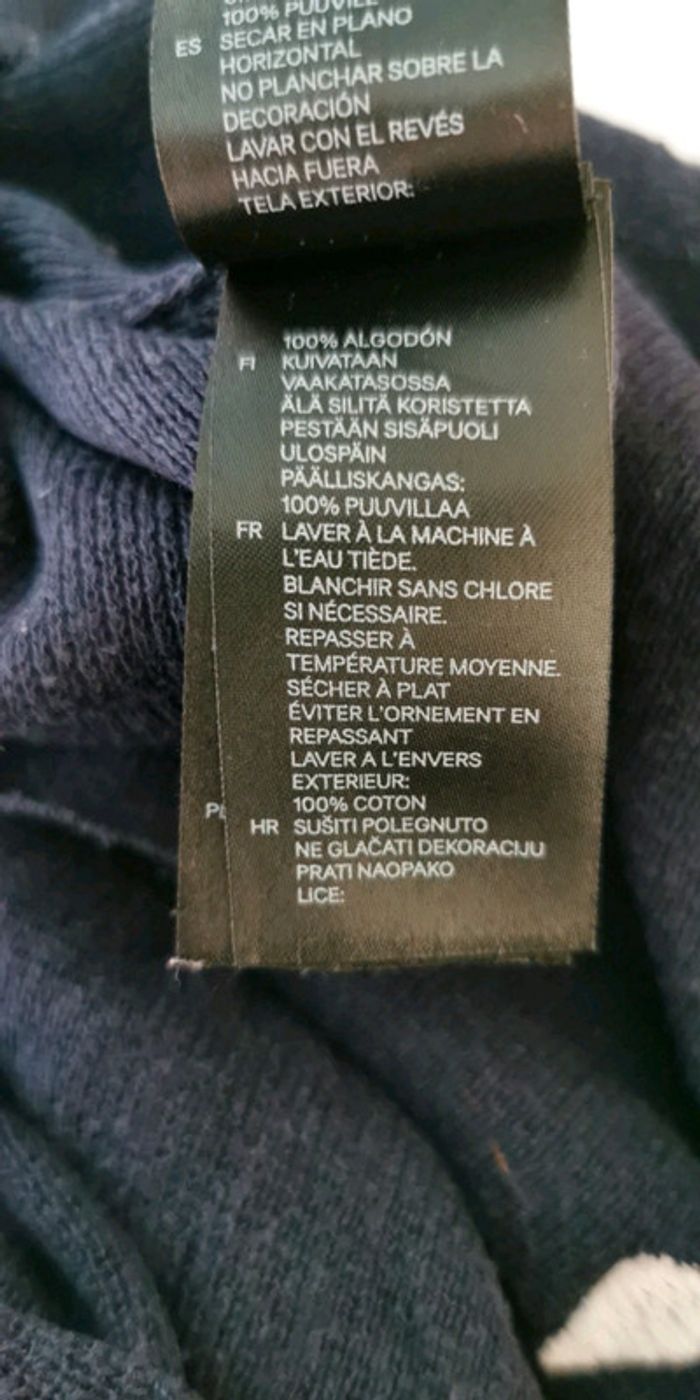 100%
ES SECAR EN PLANO
HORIZONTAL
NO PLANCHAR SOBRE LA
DECORACIÓN
LAVAR CON EL REVÉS
HACIA FUERA
TELA EXTERIOR:
100% ALGODÓN
FI KUIVATAAN
VAAKATASOSSA
ÄLÄ SILITÄ KORISTETTA
PESTÄÄN SISÄPUOLI
ULOSPÄIN
PÄÄLLISKANGAS:
100% PUUVILLAA
FR LAVER À LA MACHINE À
L'EAU TIÈDE.
BLANCHIR SANS CHLORE
SI NÉCESSAIRE.
REPASSER À
TEMPÉRATURE MOYENNE.
SÉCHER À PLAT
ÉVITER L'ORNEMENT EN
REPASSANT
LAVER A L'ENVERS
EXTERIEUR:
100% COTON
HR SUŠITI POLEGNUTO
NE GLAČATI DEKORACIJU
PRATI NAOPAKO
LICE: